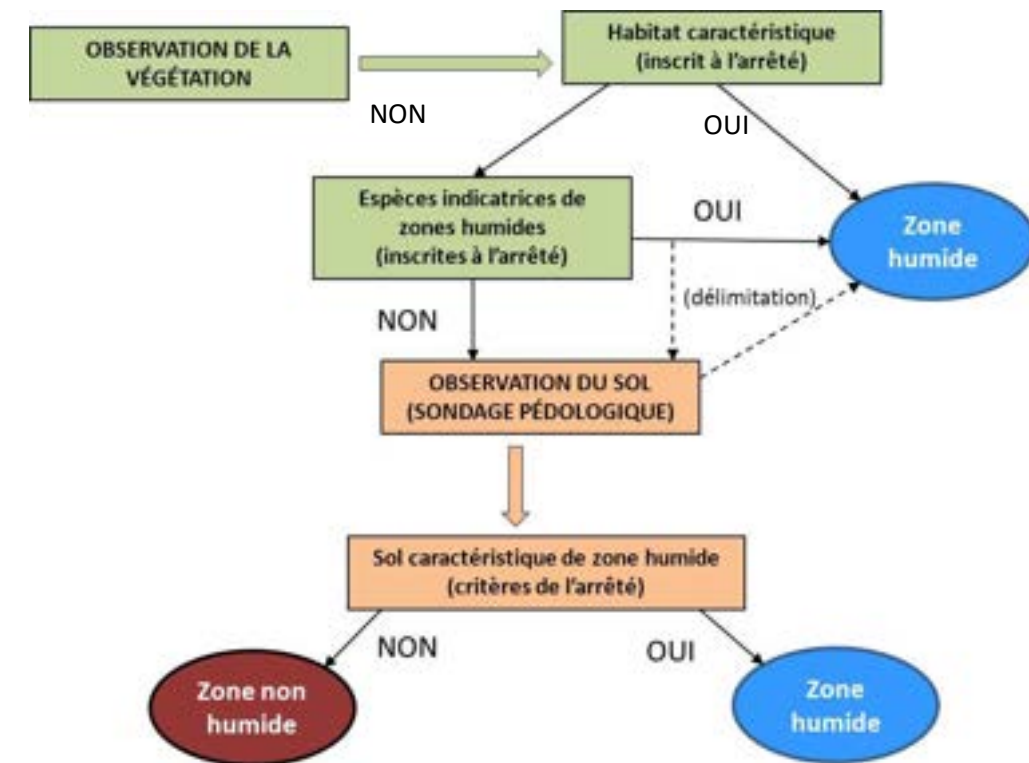 OBSERVATION DE LA
VÉGÉTATION
Habitat caractéristique
(inscrit à l'arrêté)
NON
OUI
Espèces indicatrices de
zones humides
(inscrites à l'arrêté)
OUI
Zone
humide
(délimitation)
NON
OBSERVATION DU SOL
(SONDAGE PÉDOLOGIQUE)
Sol caractéristique de zone humide
(critères de l'arrêté)
NON
OUI
Zone non
humide
Zone
humide